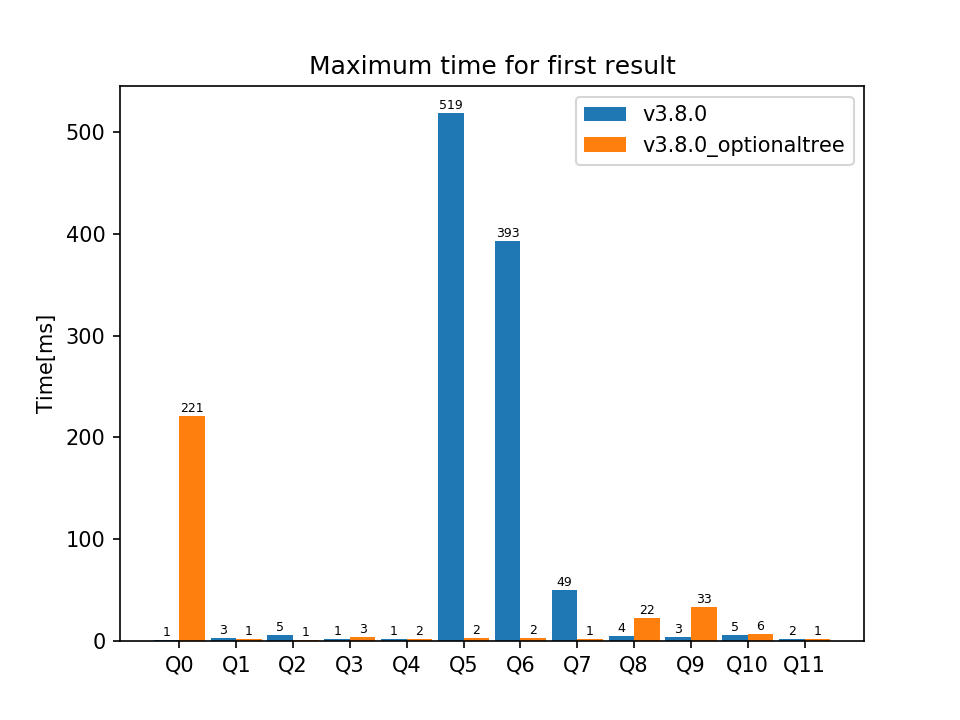 Maximum time for first result
v3.8.0
v3.8.0_optionaltree
Time[ms]
500
400
300
200
100
0
1 221 3 1 5 1 1 3 1 2 519 2 393 2 49 1 4 22 3 33 5 6 2 1
Q0 Q1 Q2 Q3 Q4 Q5 Q6 Q7 Q8 Q9 Q10 Q11